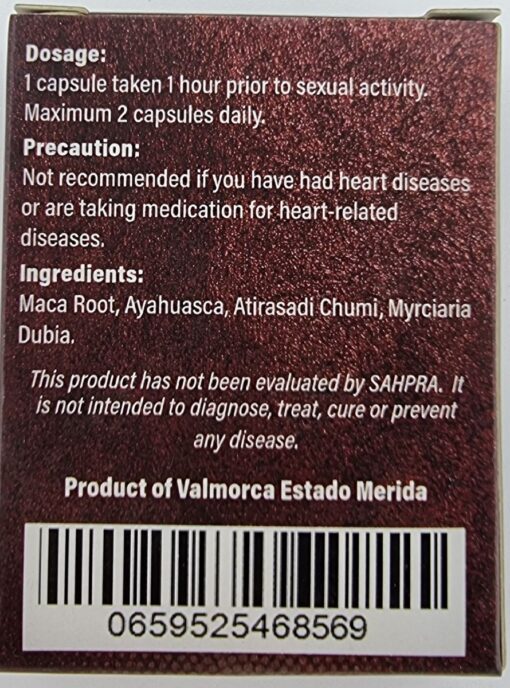 Dosage:
1 capsule taken 1 hour prior to sexual activity.
Maximum 2 capsules daily.
Precaution:
Not recommended if you have had heart diseases
or are taking medication for heart-related
diseases.
Ingredients:
Maca Root, Ayahuasca, Atirasadi Chumi, Myrciaria
Dubia.
This product has not been evaluated by SAHPRA. It
is not intended to diagnose, treat, cure or prevent
any disease.
Product of Valmorca Estado Merida
0659525468569